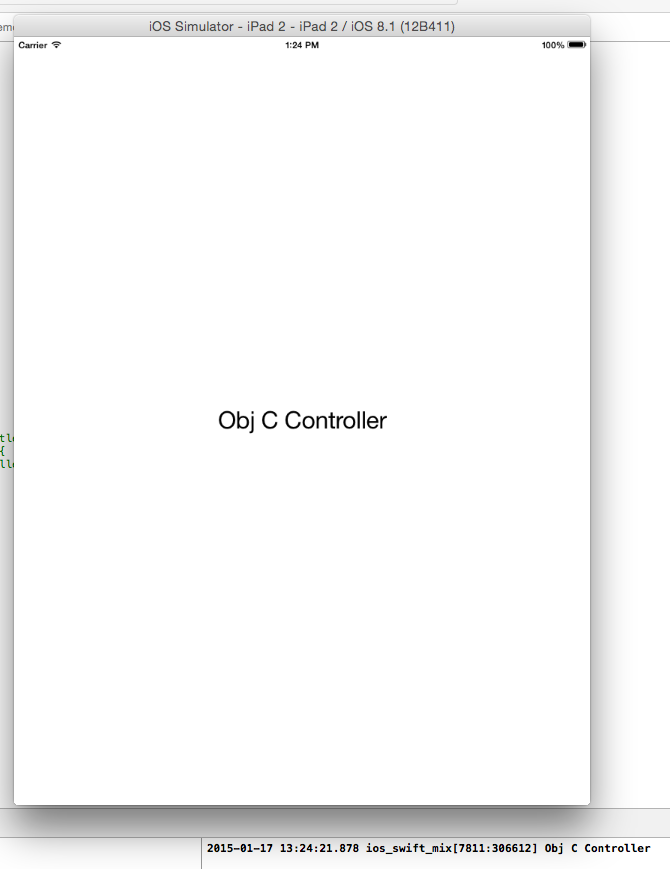 iOS Simulator - iPad 2 - iPad 2 / iOS 8.1 (12B411)
Carrier 1:24 PM 100%
Obj C Controller
{
2015-01-17 13:24:21.878 ios_swift_mix[7811:306612] Obj C Controller